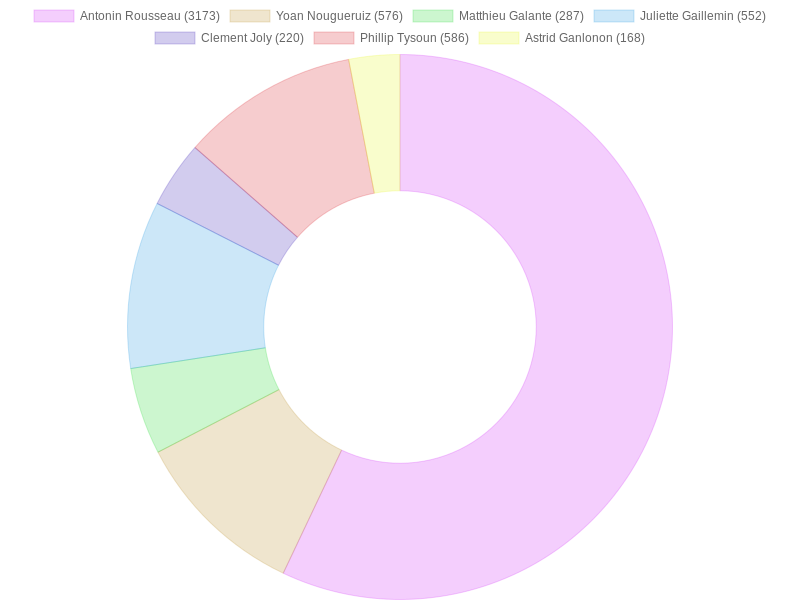 Antonin Rousseau (3173) Yoan Nougueruiz (576) Matthieu Galante (287) Juliette Gaillemin (552)
Clement Joly (220) Phillip Tysoun (586) Astrid Ganlonon (168)